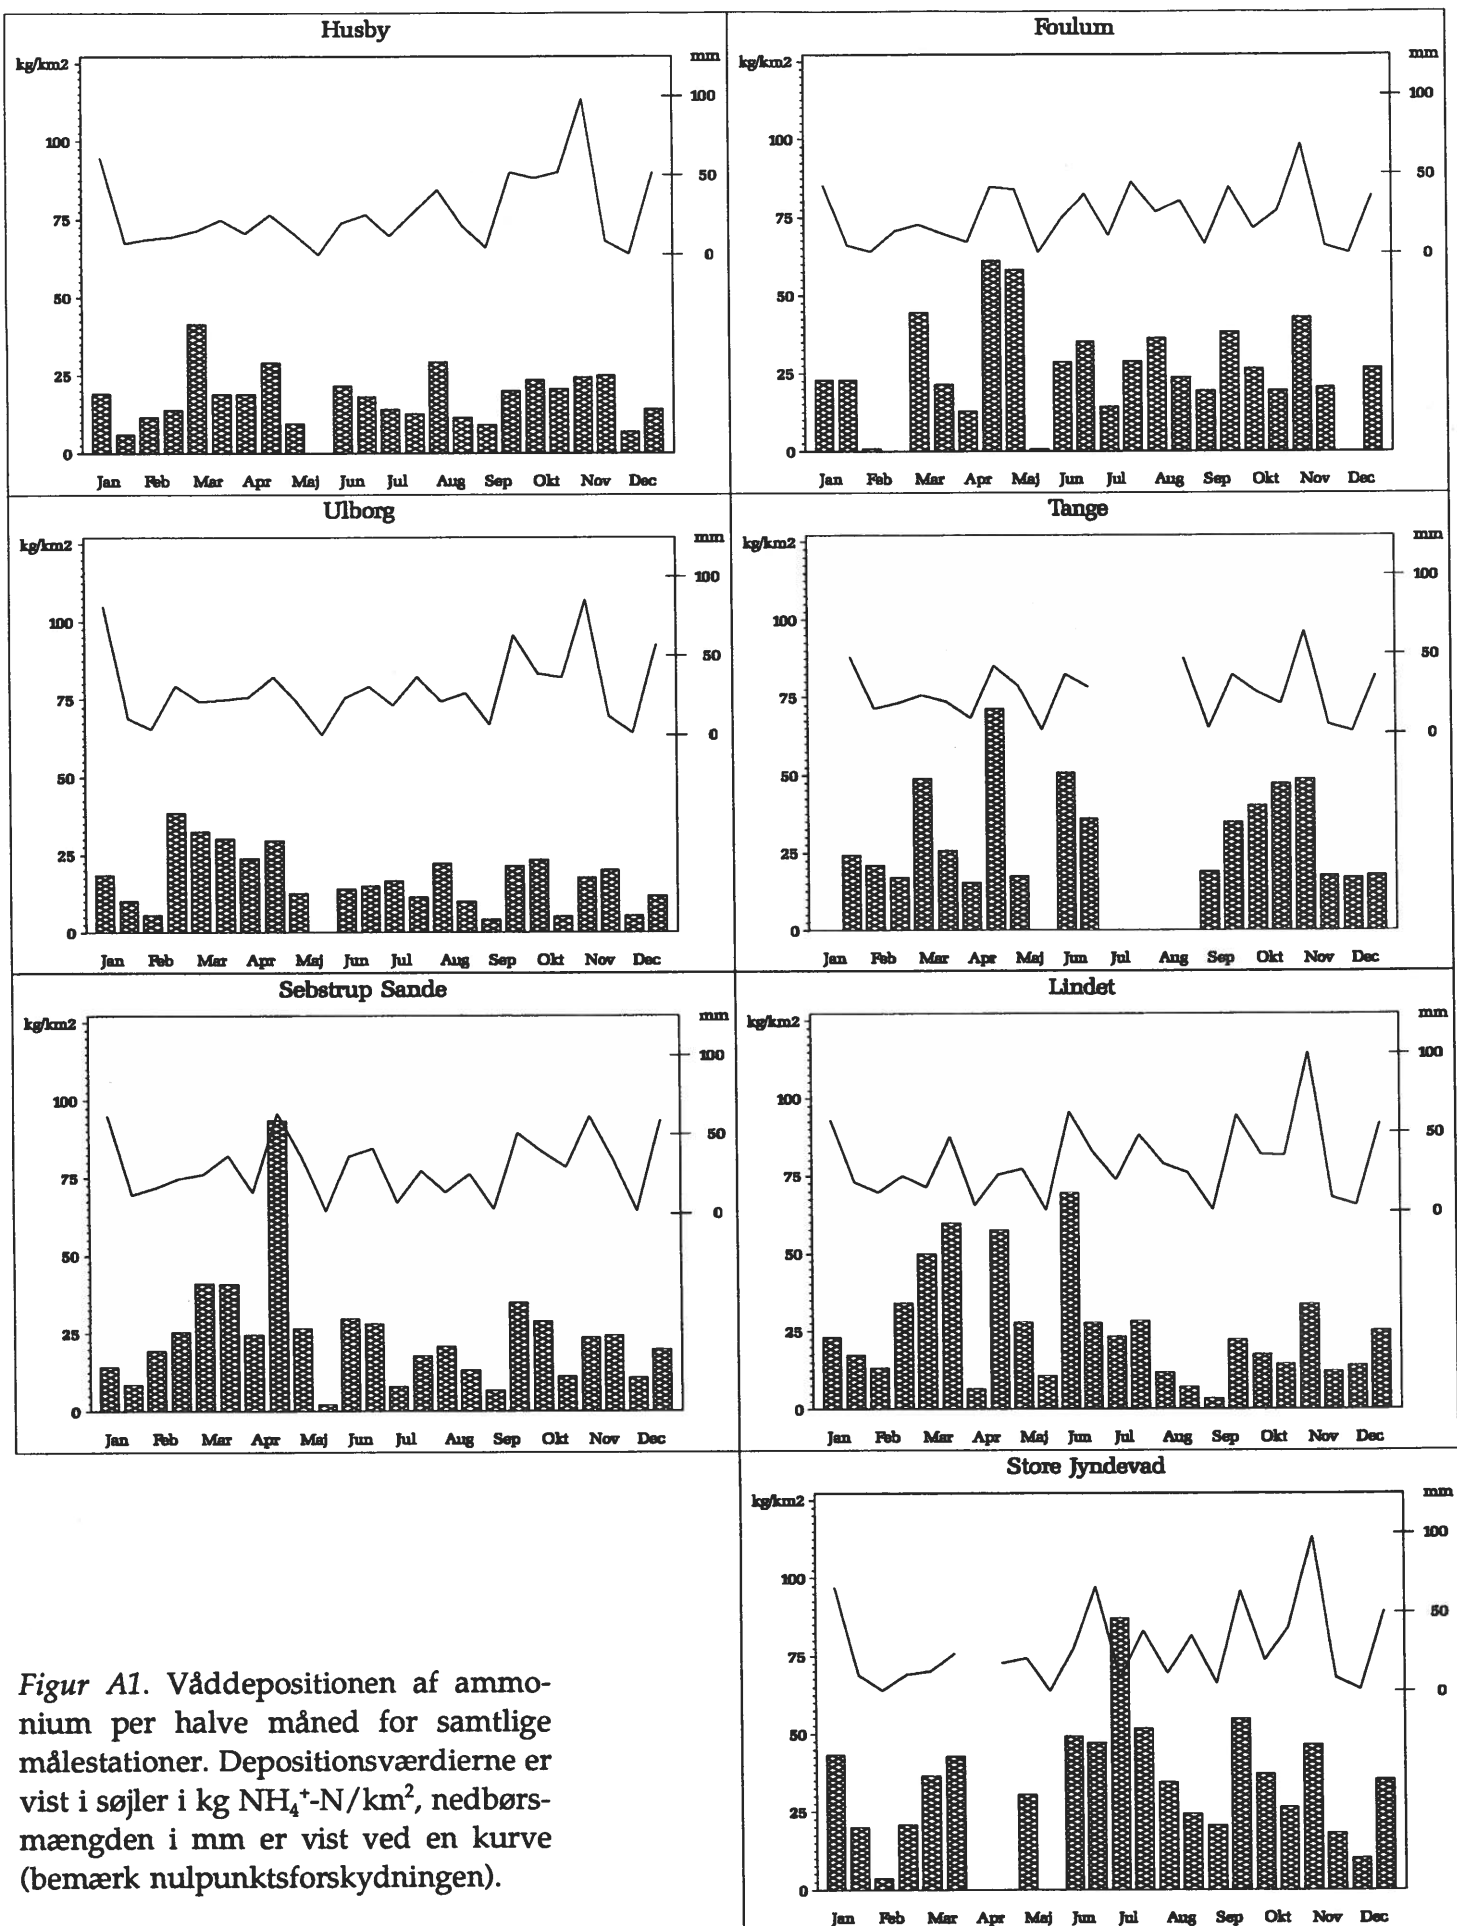 Husby
kg/km2
mm
100
75
50
25
0
100
50
0
Jan Feb Mar Apr Maj Jun Jul Aug Sep Okt Nov Dec
Foulum
kg/km2
mm
100
75
50
25
0
100
50
0
Jan Feb Mar Apr Maj Jun Jul Aug Sep Okt Nov Dec
Ulborg
kg/km2
mm
100
75
50
25
0
100
50
0
Jan Feb Mar Apr Maj Jun Jul Aug Sep Okt Nov Dec
Tange
kg/km2
mm
100
75
50
25
0
100
50
0
Jan Feb Mar Apr Maj Jun Jul Aug Sep Okt Nov Dec
Sebstrup Sande
kg/km2
mm
100
75
50
25
0
100
50
0
Jan Feb Mar Apr Maj Jun Jul Aug Sep Okt Nov Dec
Lindet
kg/km2
mm
100
75
50
25
0
100
50
0
Jan Feb Mar Apr Maj Jun Jul Aug Sep Okt Nov Dec
Store Jyndevad
kg/km2
mm
100
75
50
25
0
100
50
0
Jan Feb Mar Apr Maj Jun Jul Aug Sep Okt Nov Dec
Figur A1. Våddepositionen af ammo-
nium per halve måned for samtlige
målestationer. Depositionsværdierne er
vist i søjler i kg NH₄⁺-N/km², nedbørs-
mængden i mm er vist ved en kurve
(bemærk nulpunktsforskydningen).